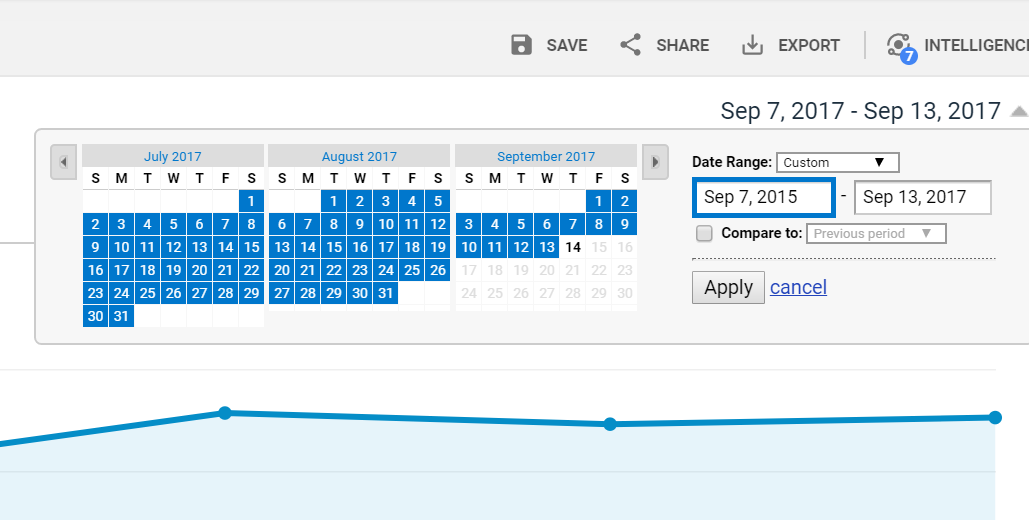 SAVE SHARE EXPORT 7 INTELLIGENC
Sep 7, 2017 - Sep 13, 2017
July 2017 August 2017 September 2017
S M T W T F S S M T W T F S S M T W T F S
1 1 2 3 4 5 1 2
2 3 4 5 6 7 8 6 7 8 9 10 11 12 3 4 5 6 7 8 9
9 10 11 12 13 14 15 13 14 15 16 17 18 19 10 11 12 13 14 15 16
16 17 18 19 20 21 22 20 21 22 23 24 25 26 17 18 19 20 21 22 23
23 24 25 26 27 28 29 27 28 29 30 31 24 25 26 27 28 29 30
30 31
Date Range: Custom
Sep 7, 2015 - Sep 13, 2017
Compare to: Previous period
Apply cancel